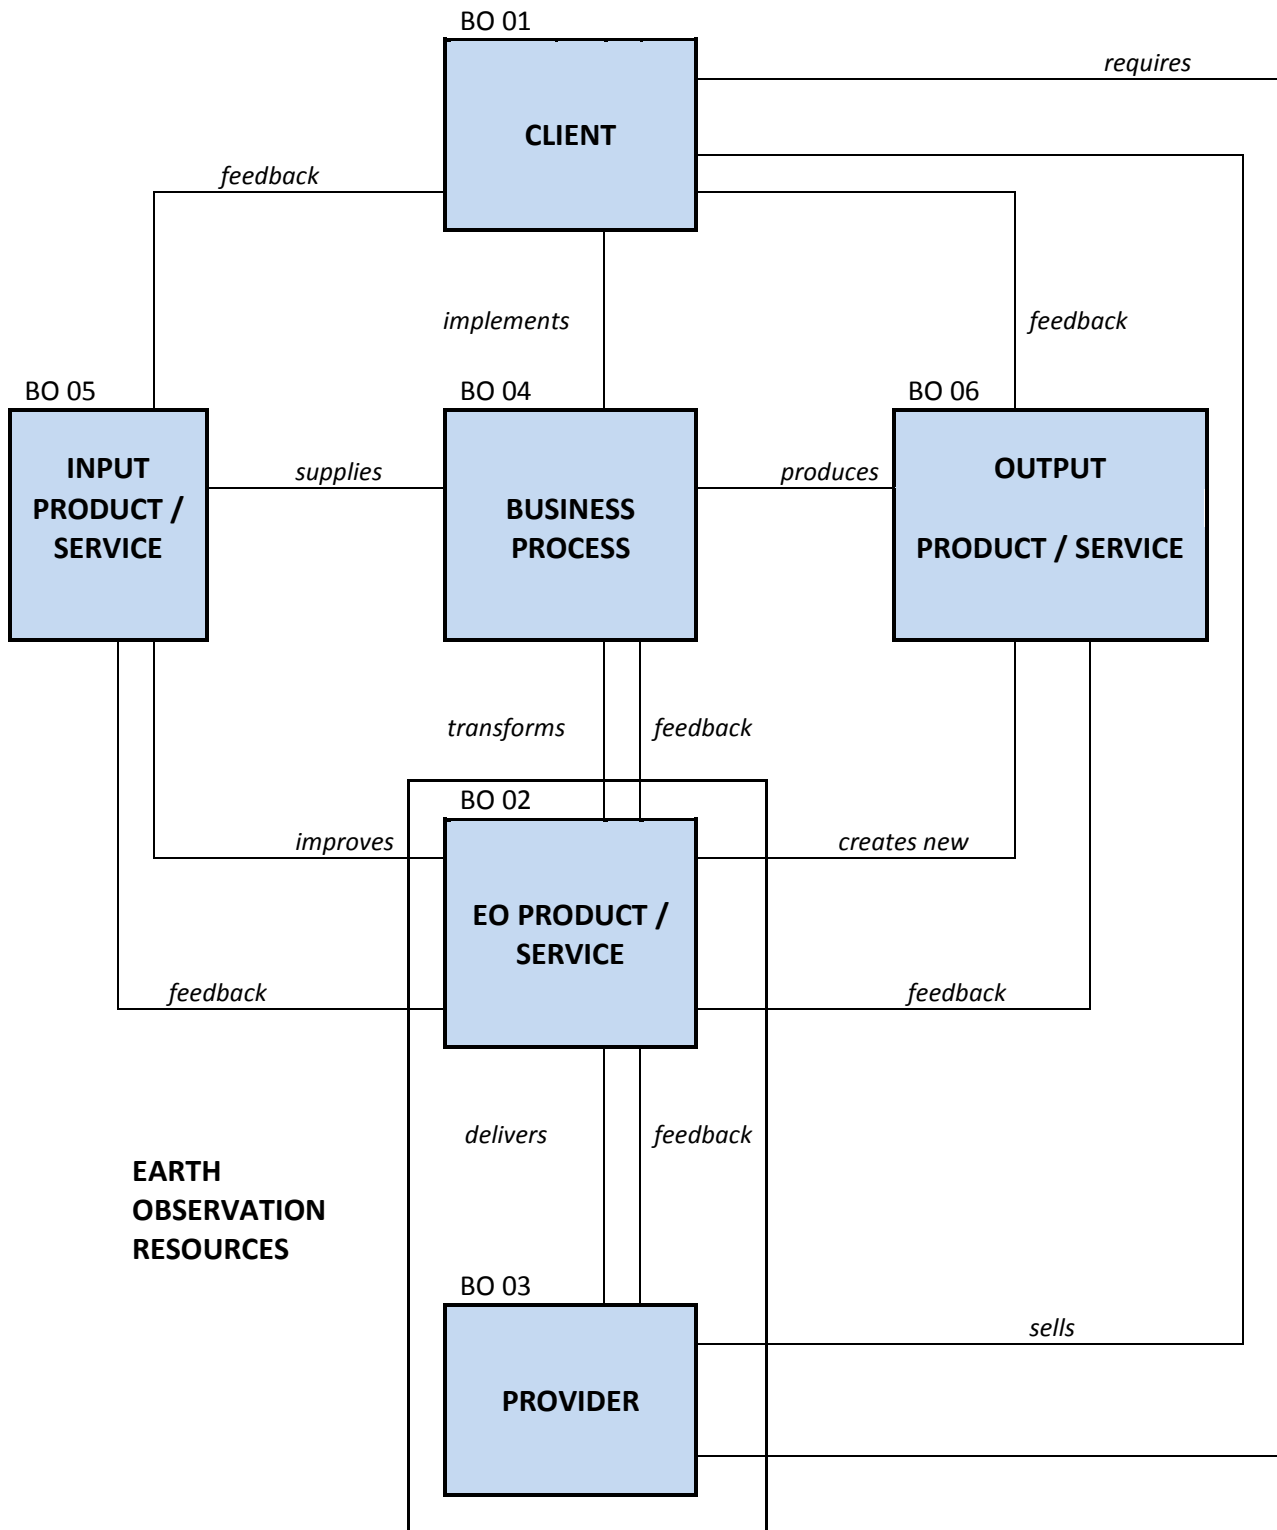 BO 01
requires
CLIENT
feedback
implements
feedback
BO 05
BO 04
BO 06
INPUT
PRODUCT /
SERVICE
supplies
BUSINESS
PROCESS
produces
OUTPUT
PRODUCT / SERVICE
transforms
feedback
BO 02
improves
creates new
EO PRODUCT /
SERVICE
feedback
feedback
delivers
feedback
EARTH
OBSERVATION
RESOURCES
BO 03
sells
PROVIDER